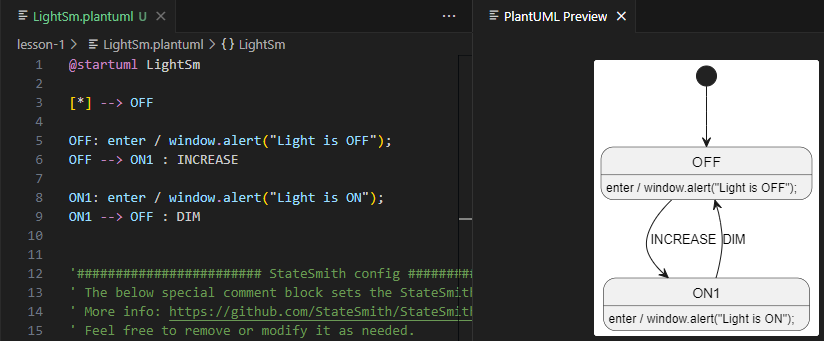 LightSm.plantuml U ×
lesson-1 > LightSm.plantuml > {} LightSm
1 @startuml LightSm
2
3 [*] --> OFF
4
5 OFF: enter / window.alert("Light is OFF");
6 OFF --> ON1 : INCREASE
7
8 ON1: enter / window.alert("Light is ON");
9 ON1 --> OFF : DIM
10
11
12 '######################## StateSmith config #########
13 ' The below special comment block sets the StateSmith
14 ' More info: https://github.com/StateSmith/StateSmith
15 ' Feel free to remove or modify it as needed.
PlantUML Preview ×
OFF
enter / window.alert("Light is OFF");
INCREASE DIM
ON1
enter / window.alert("Light is ON");